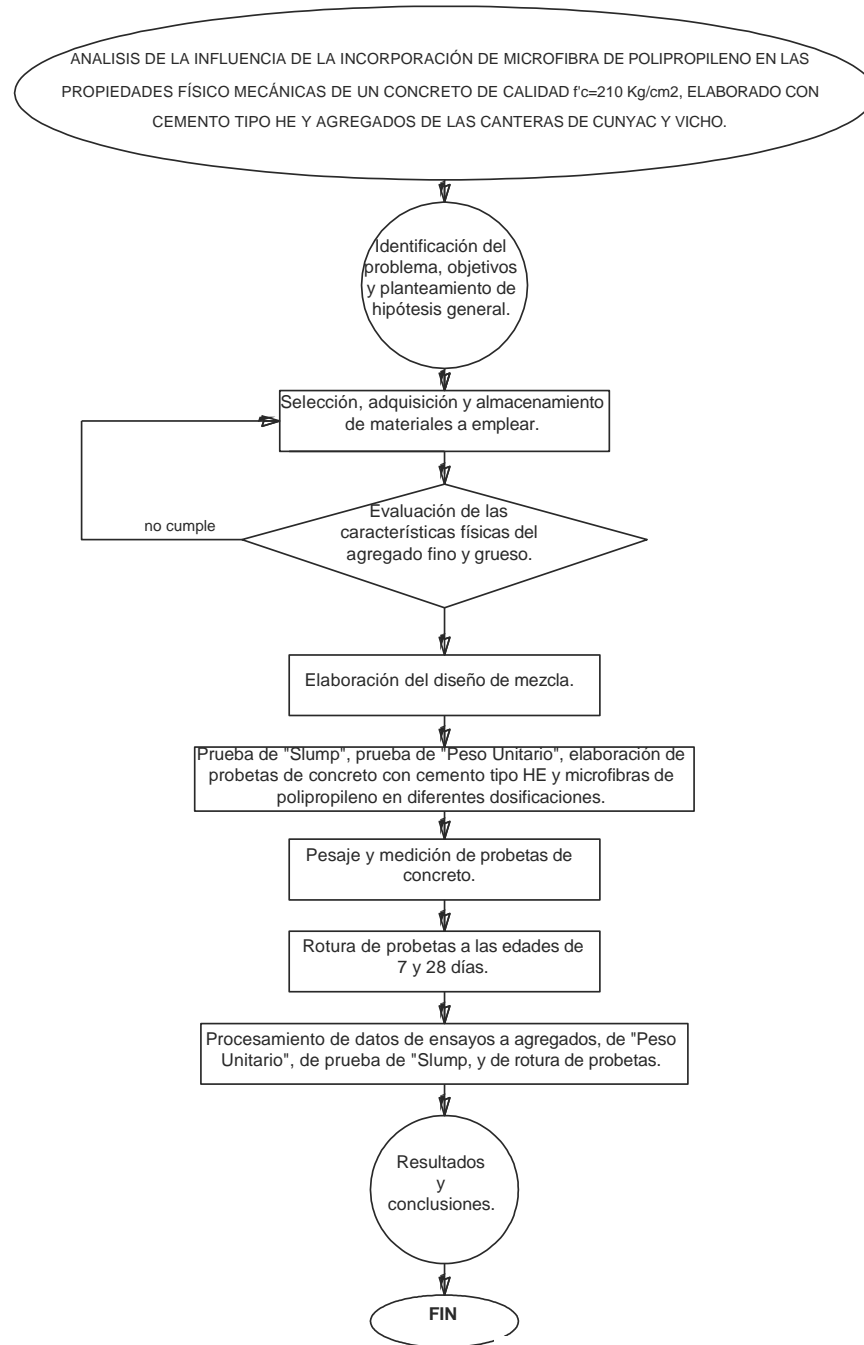 ANALISIS DE LA INFLUENCIA DE LA INCORPORACIÓN DE MICROFIBRA DE POLIPROPILENO EN LAS
PROPIEDADES FÍSICO MECÁNICAS DE UN CONCRETO DE CALIDAD f'c=210 Kg/cm2, ELABORADO CON
CEMENTO TIPO HE Y AGREGADOS DE LAS CANTERAS DE CUNYAC Y VICHO.
Identificación del
problema, objetivos
y planteamiento de
hipótesis general.
Selección, adquisición y almacenamiento
de materiales a emplear.
Evaluación de las
características físicas del
agregado fino y grueso.
no cumple
Elaboración del diseño de mezcla.
Prueba de "Slump", prueba de "Peso Unitario", elaboración de
probetas de concreto con cemento tipo HE y microfibras de
polipropileno en diferentes dosificaciones.
Pesaje y medición de probetas de
concreto.
Rotura de probetas a las edades de
7 y 28 días.
Procesamiento de datos de ensayos a agregados, de "Peso
Unitario", de prueba de "Slump, y de rotura de probetas.
Resultados
y
conclusiones.
FIN